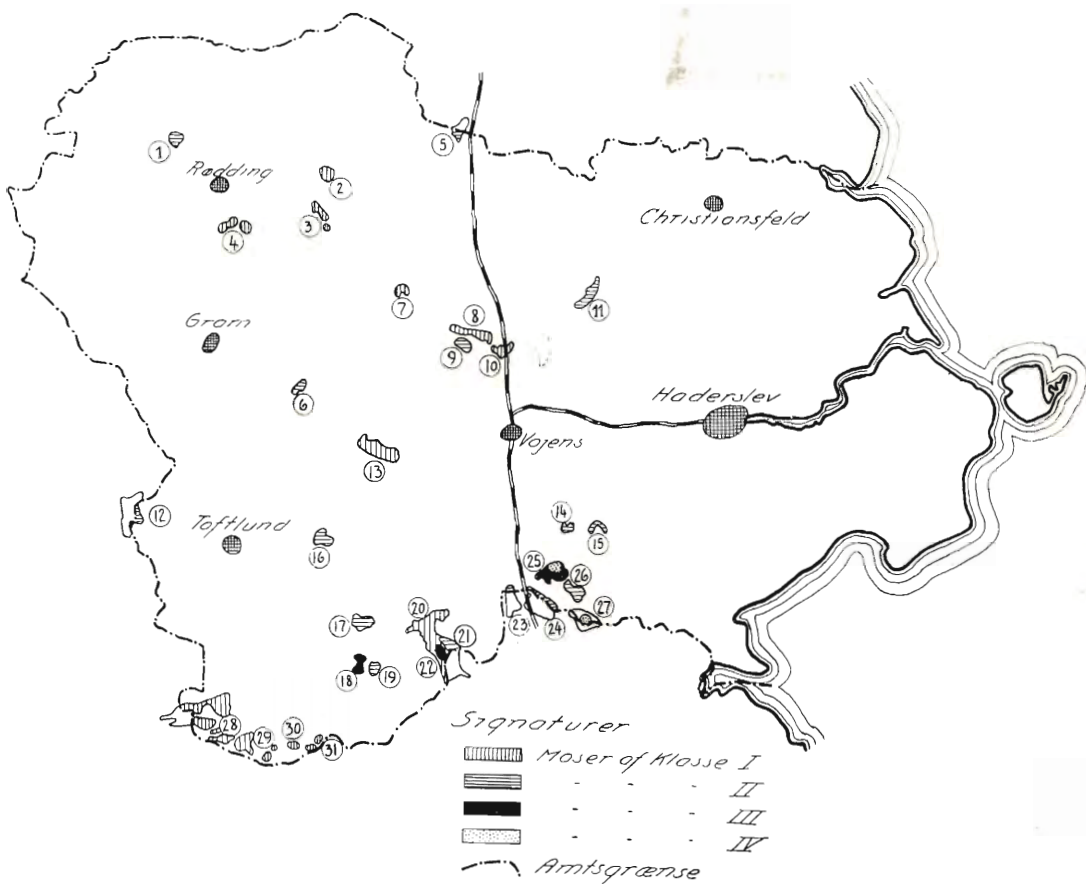 1
Rødding
2
3
4
5
Christiansfeld
Gram
7
8
9
10
11
6
Haderslev
Vojens
13
12
Toftlund
16
14
15
25
26
17
20
21
22
23
24
27
18
19
28
29
30
31
Signaturer
Moser af Klasse I
- - - II
- - - III
- - - IV
Amtsgrænse